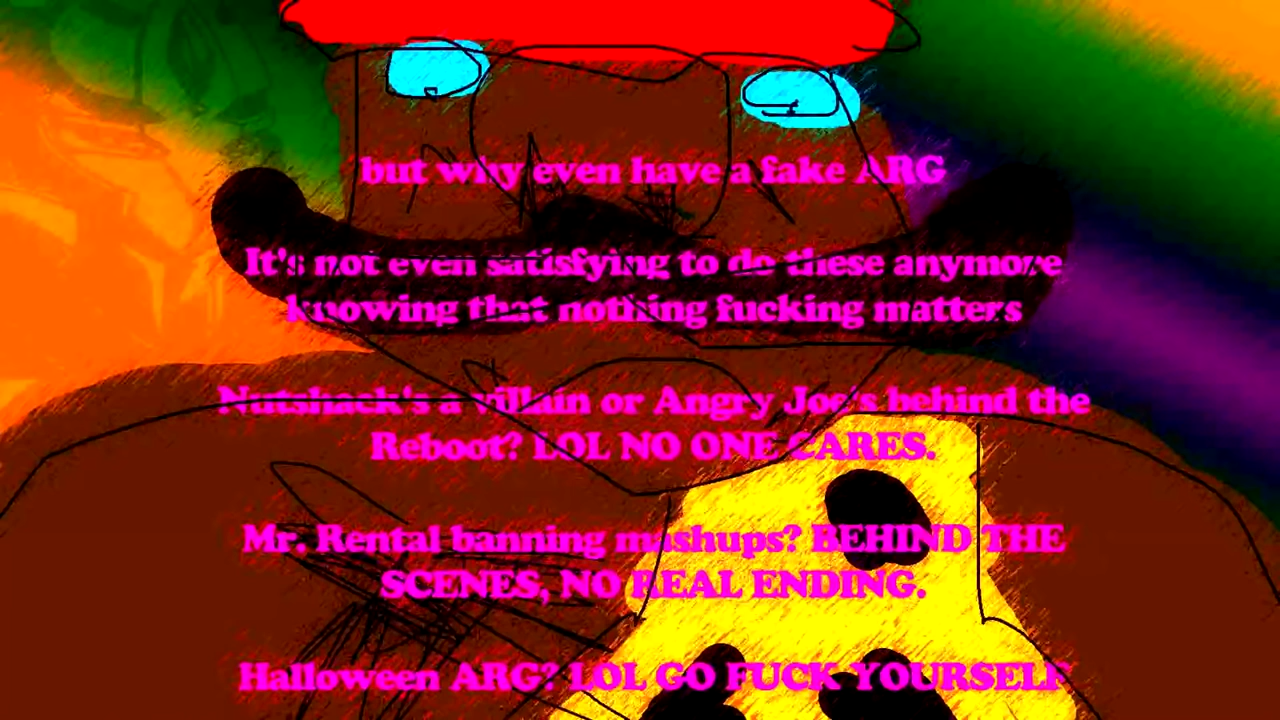 but why even have a fake ARG
It's not even satisfying to do these anymore
knowing that nothing fucking matters
Nutshack's a villain or Angry Joe's behind the
Reboot? LOL NO ONE CARES.
Mr. Rental banning mashups? BEHIND THE
SCENES, NO REAL ENDING.
Halloween ARG? LOL GO FUCK YOURSELF